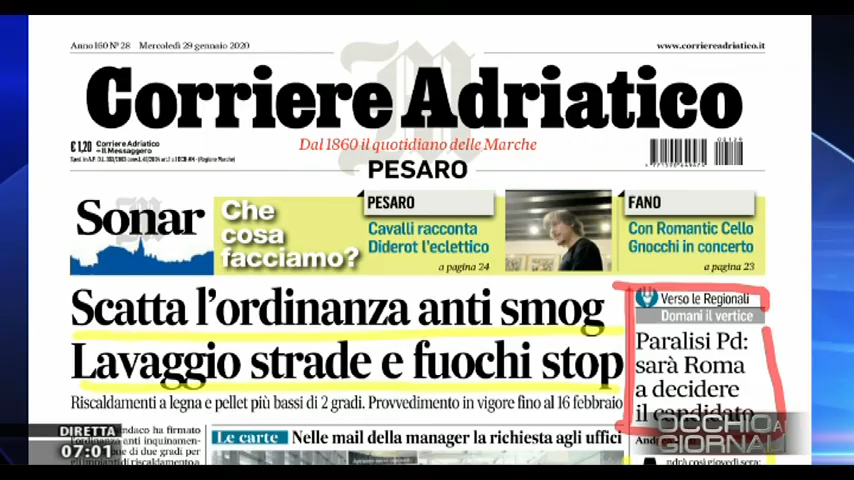 Anno 160 N° 28 Mercoledì 29 gennaio 2020
www.corriereadriatico.it
Corriere Adriatico
Dal 1860 il quotidiano delle Marche
€ 1,20 Corriere Adriatico
+ Il Messaggero
PESARO
Sonar
Che
cosa
facciamo?
PESARO
Cavalli racconta
Diderot l'eclettico
a pagina 24
FANO
Con Romantic Cello
Gnocchi in concerto
a pagina 23
Scatta l'ordinanza anti smog
Lavaggio strade e fuochi stop
Riscaldamenti a legna e pellet più bassi di 2 gradi. Provvedimento in vigore fino al 16 febbraio
Verso le Regionali
Domani il vertice
Paralisi Pd:
sarà Roma
a decidere
il candidato
Le carte Nelle mail della manager la richiesta agli uffici
DIRETTA
07:01
OCCHIO AI
GIORNALI